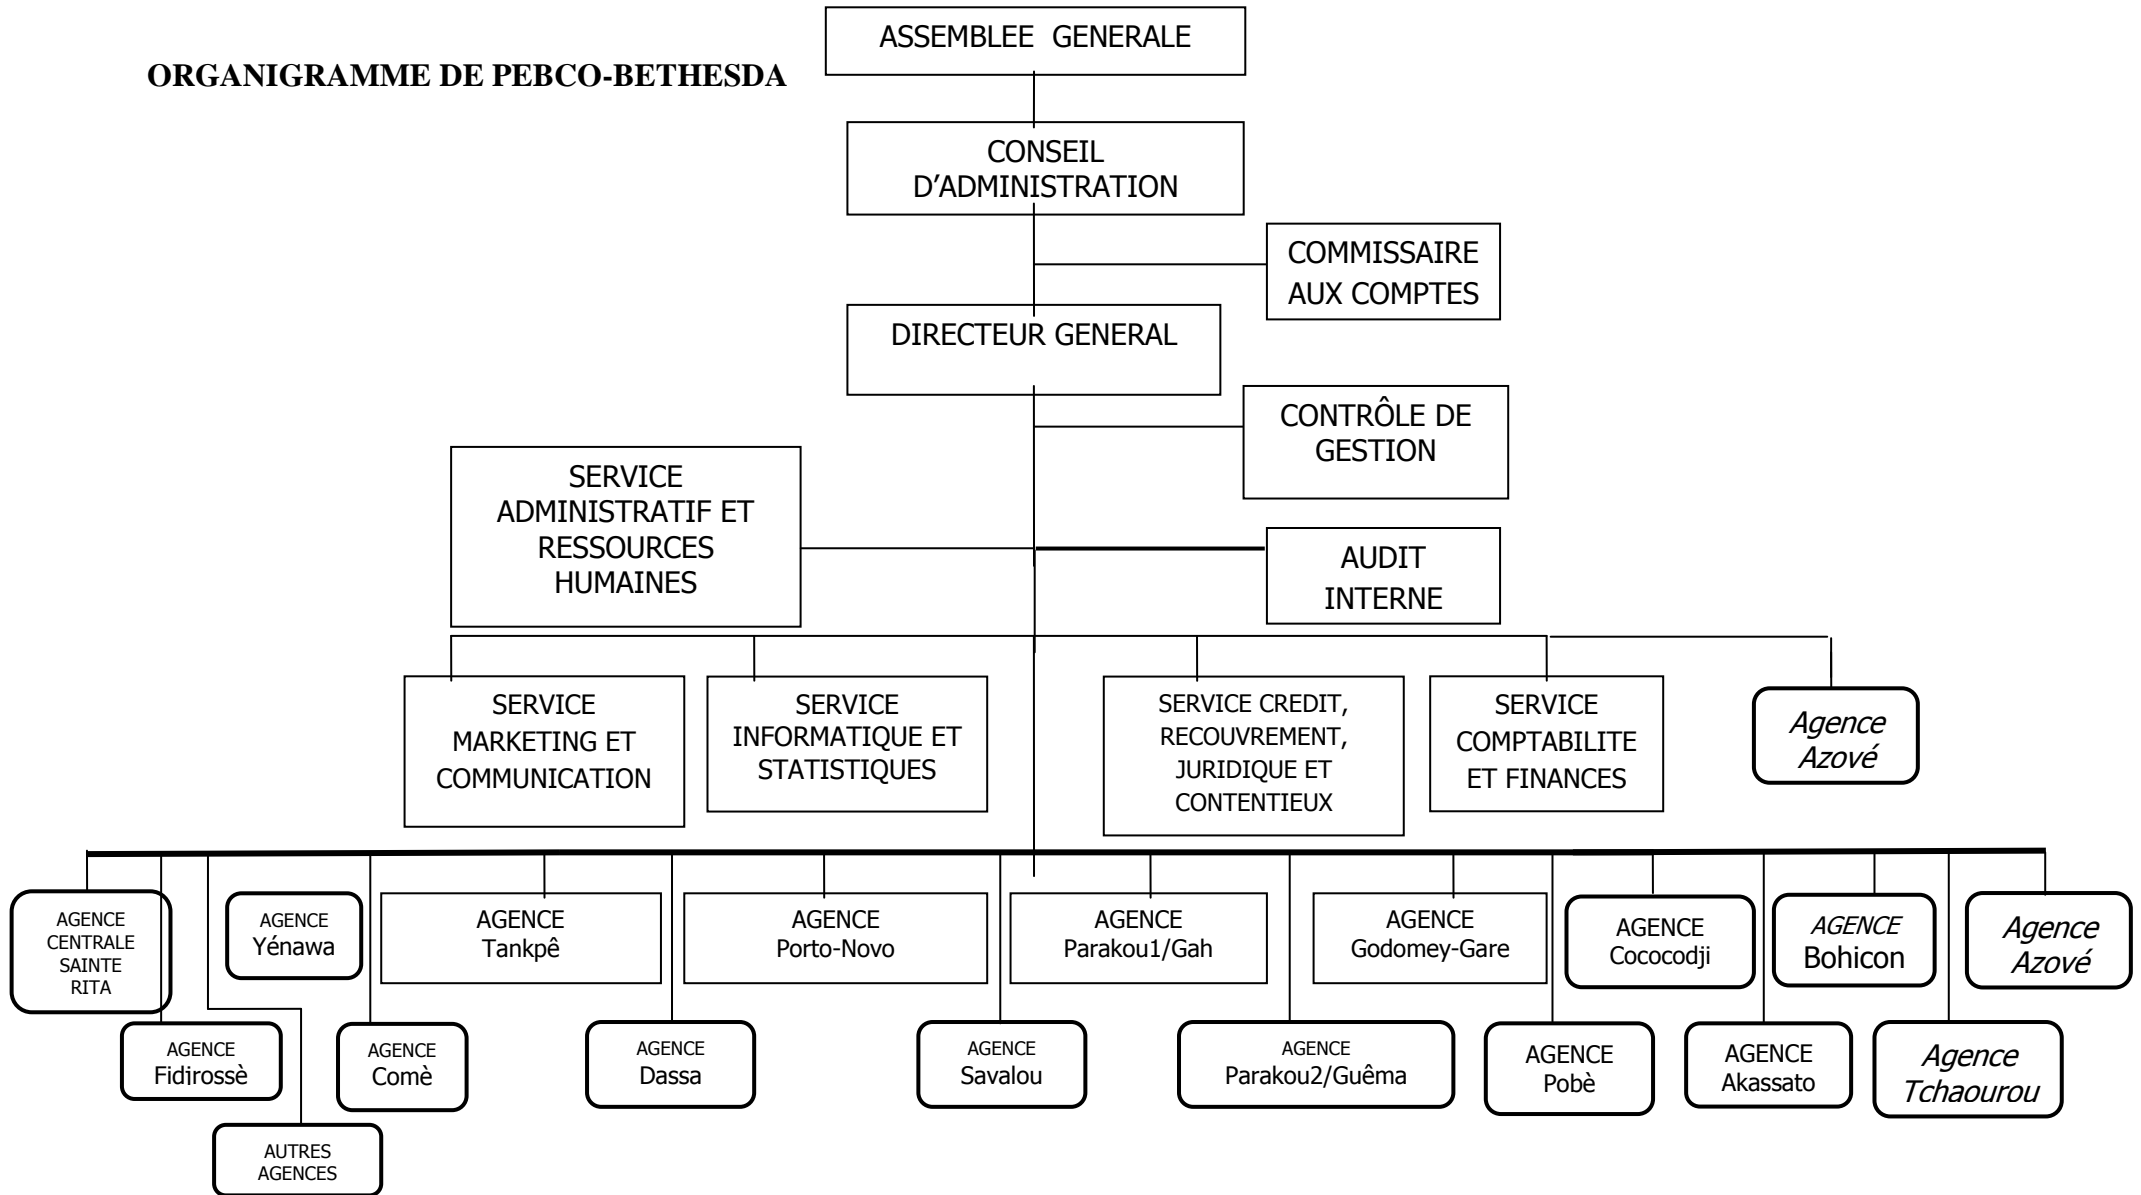 ASSEMBLEE GENERALE
ORGANIGRAMME DE PEBCO-BETHESDA
CONSEIL
D’ADMINISTRATION
COMMISSAIRE
AUX COMPTES
DIRECTEUR GENERAL
CONTRÔLE DE
GESTION
SERVICE
ADMINISTRATIF ET
RESSOURCES
HUMAINES
AUDIT
INTERNE
SERVICE
MARKETING ET
COMMUNICATION
SERVICE
INFORMATIQUE ET
STATISTIQUES
SERVICE CREDIT,
RECOUVREMENT,
JURIDIQUE ET
CONTENTIEUX
SERVICE
COMPTABILITE
ET FINANCES
Agence
Azové
AGENCE
CENTRALE
SAINTE
RITA
AGENCE
Yénawa
AGENCE
Tankpê
AGENCE
Porto-Novo
AGENCE
Parakou1/Gah
AGENCE
Godomey-Gare
AGENCE
Cococodji
AGENCE
Bohicon
Agence
Azové
AGENCE
Fidirossè
AGENCE
Comè
AGENCE
Dassa
AGENCE
Savalou
AGENCE
Parakou2/Guêma
AGENCE
Pobè
AGENCE
Akassato
Agence
Tchaourou
AUTRES
AGENCES